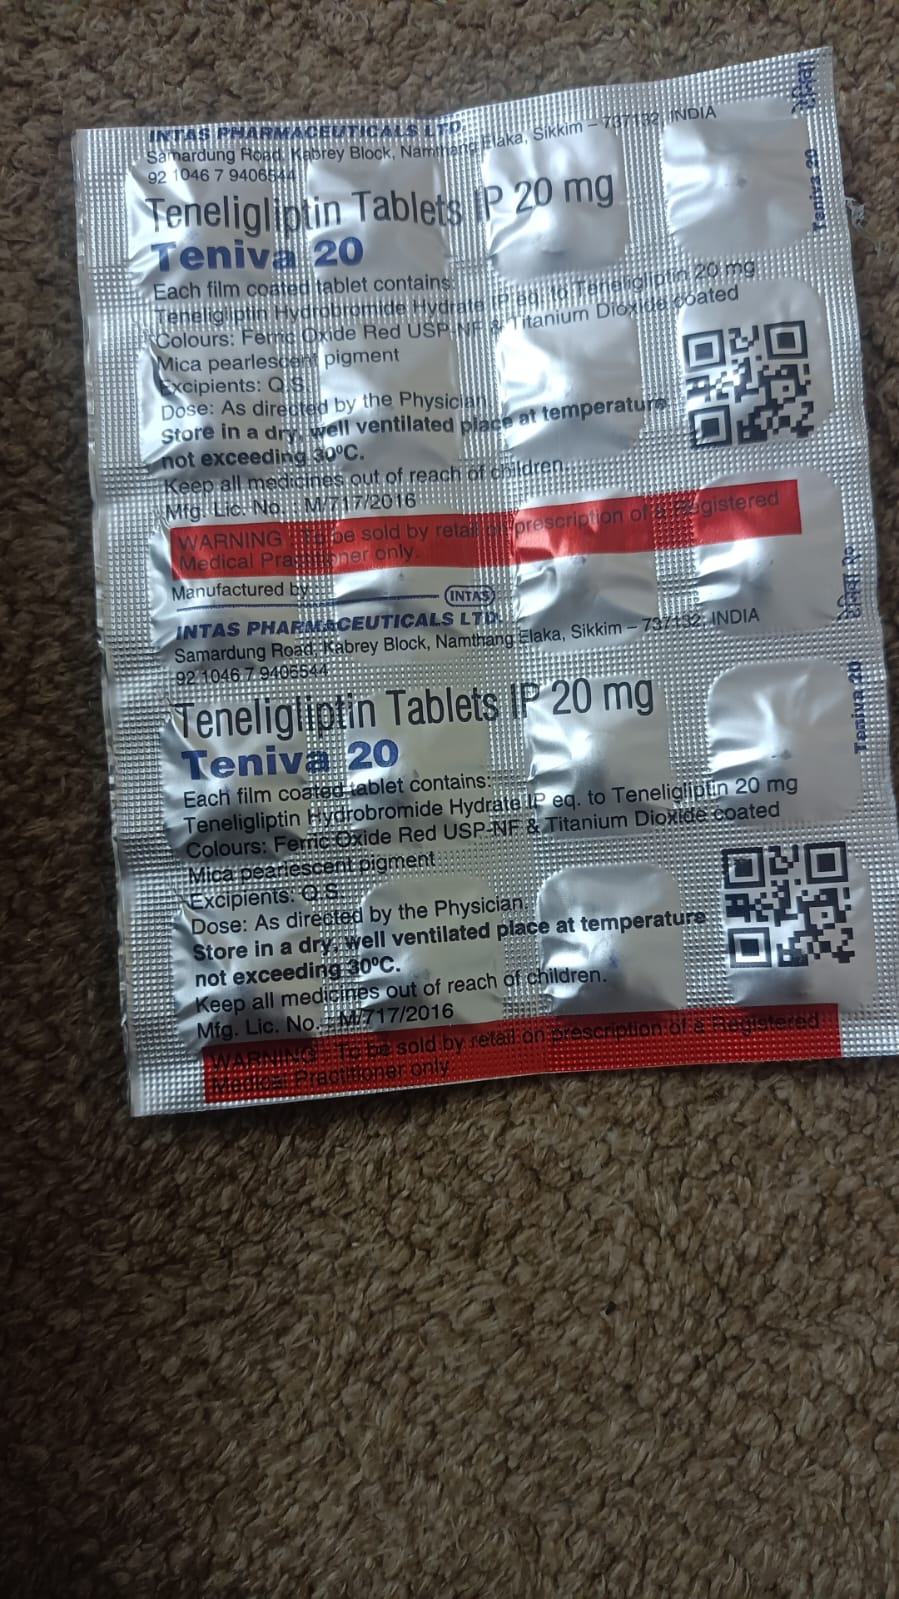 INTAS PHARMACEUTICALS LTD.
Samardung Road, Kabrey Block, Namthang Elaka, Sikkim – 737132, INDIA
92 1046 7 9406544
Teneligliptin Tablets IP 20 mg
Teniva 20
Each film coated tablet contains:
Teneligliptin Hydrobromide Hydrate IP eq. to Teneligliptin 20 mg
Colours: Ferric Oxide Red USP-NF & Titanium Dioxide coated
Mica pearlescent pigment
Excipients: Q.S.
Dose: As directed by the Physician.
Store in a dry, well ventilated place at temperature
not exceeding 30ºC.
Keep all medicines out of reach of children.
Mfg. Lic. No. : M/717/2016
WARNING : To be sold by retail on prescription of a Registered
Medical Practitioner only.
Manufactured by:
INTAS
INTAS PHARMACEUTICALS LTD.
Samardung Road, Kabrey Block, Namthang Elaka, Sikkim – 737132, INDIA
92 1046 7 9406544
Teneligliptin Tablets IP 20 mg
Teniva 20
Each film coated tablet contains:
Teneligliptin Hydrobromide Hydrate IP eq. to Teneligliptin 20 mg
Colours: Ferric Oxide Red USP-NF & Titanium Dioxide coated
Mica pearlescent pigment
Excipients: Q.S.
Dose: As directed by the Physician.
Store in a dry, well ventilated place at temperature
not exceeding 30ºC.
Keep all medicines out of reach of children.
Mfg. Lic. No. : M/717/2016
WARNING : To be sold by retail on prescription of a Registered
Medical Practitioner only
टेनिवा
Teniva 20
टेनिवा २०
Teniva 20